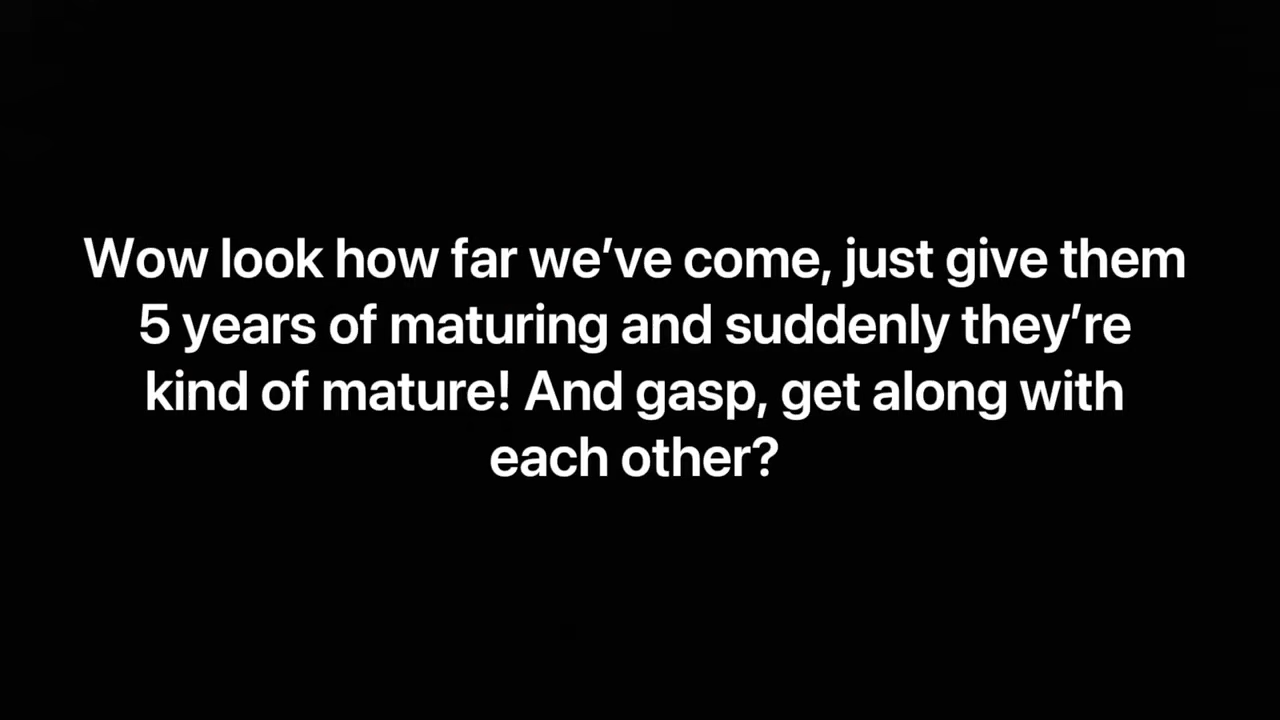 Wow look how far we’ve come, just give them
5 years of maturing and suddenly they’re
kind of mature! And gasp, get along with
each other?